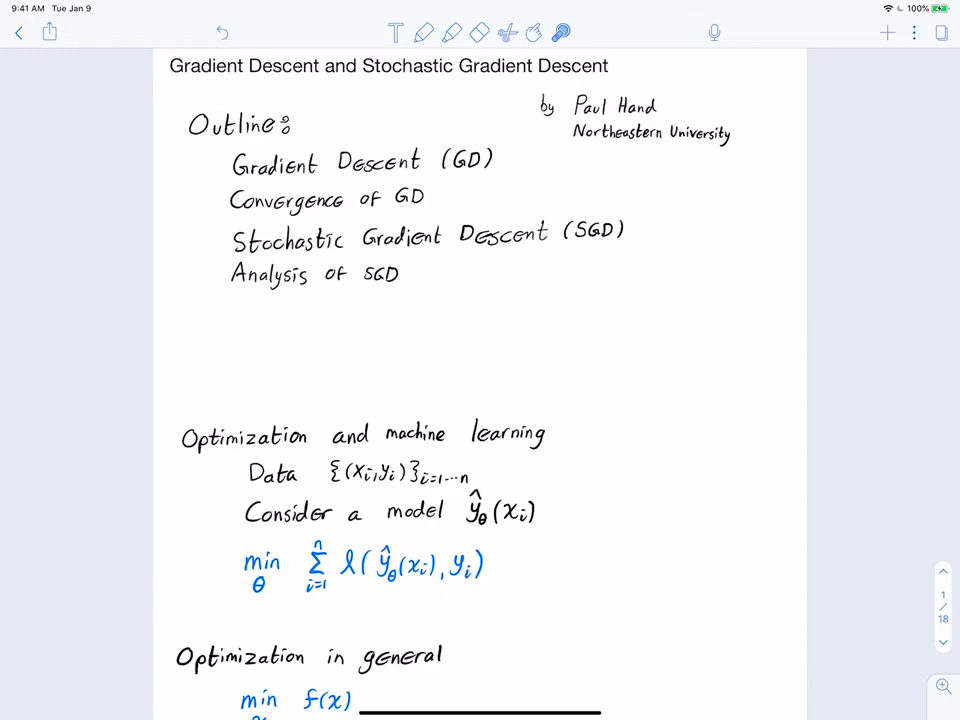 9:41 AM Tue Jan 9
100%
Gradient Descent and Stochastic Gradient Descent
by Paul Hand
Northeastern University
Outline:
Gradient Descent (GD)
Convergence of GD
Stochastic Gradient Descent (SGD)
Analysis of SGD
Optimization and machine learning
Data {(xi,yi)}i=1...n
Consider a model ŷθ(xi)
min θ Σ i=1 n l(ŷθ(xi), yi)
Optimization in general
min f(x)
1
/
18